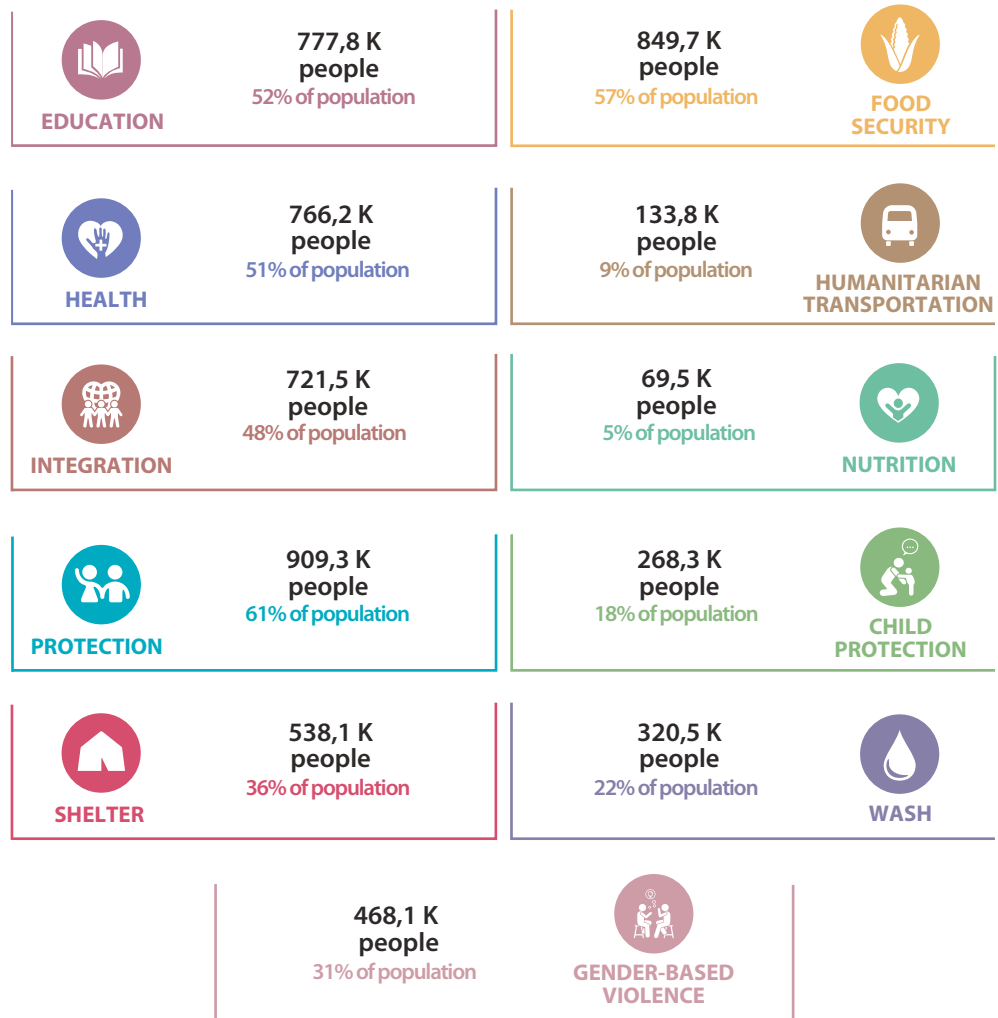 777,8 K
people
52% of population
EDUCATION
849,7 K
people
57% of population
FOOD
SECURITY
766,2 K
people
51% of population
HEALTH
133,8 K
people
9% of population
HUMANITARIAN
TRANSPORTATION
721,5 K
people
48% of population
INTEGRATION
69,5 K
people
5% of population
NUTRITION
909,3 K
people
61% of population
PROTECTION
268,3 K
people
18% of population
CHILD
PROTECTION
538,1 K
people
36% of population
SHELTER
320,5 K
people
22% of population
WASH
468,1 K
people
31% of population
GENDER-BASED
VIOLENCE